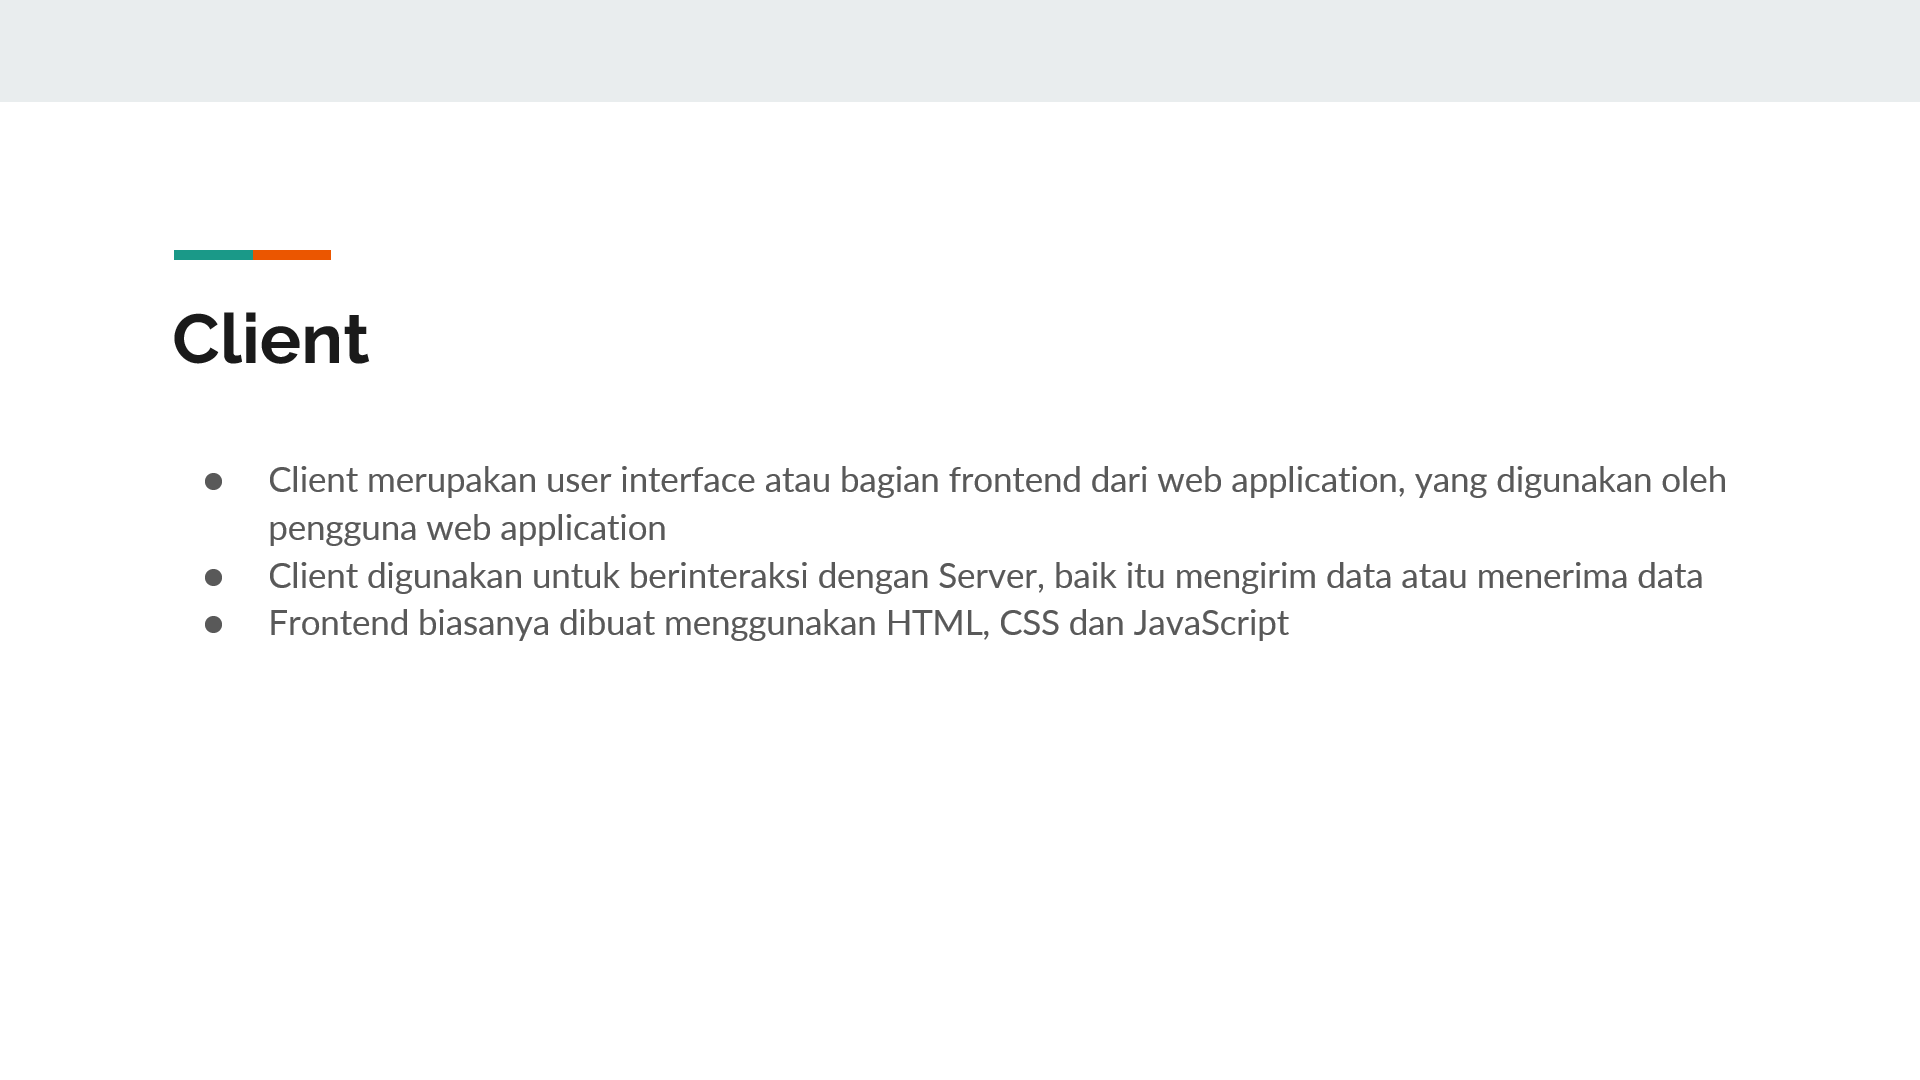 Client
● Client merupakan user interface atau bagian frontend dari web application, yang digunakan oleh
pengguna web application
● Client digunakan untuk berinteraksi dengan Server, baik itu mengirim data atau menerima data
● Frontend biasanya dibuat menggunakan HTML, CSS dan JavaScript